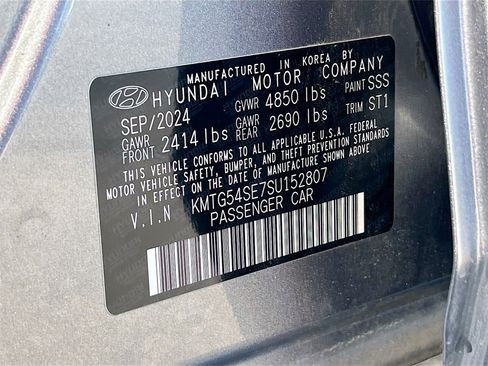 MANUFACTURED IN KOREA BY
HYUNDAI MOTOR COMPANY
SEP/2024 GVWR 4850 lbs PAINT SSS
GAWR FRONT 2414 lbs GAWR REAR 2690 lbs TRIM ST1
THIS VEHICLE CONFORMS TO ALL APPLICABLE U.S.A. FEDERAL
MOTOR VEHICLE SAFETY, BUMPER, AND THEFT PREVENTION
STANDARDS IN EFFECT ON THE DATE OF MANUFACTURE SHOWN ABOVE.
V.I.N KMTG54SE7SU152807
PASSENGER CAR